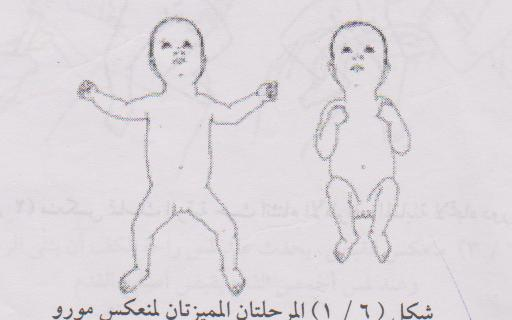 شكل ( ٦ / ١ ) المرحلتان المميزتان لمنعكس مورو